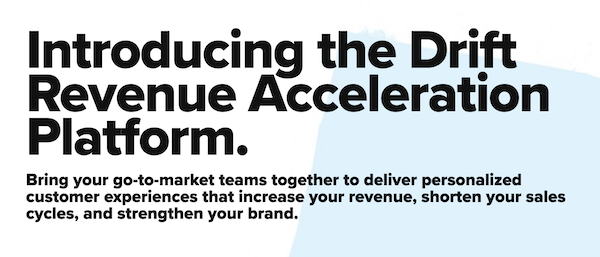 Introducing the Drift
Revenue Acceleration
Platform.
Bring your go-to-market teams together to deliver personalized
customer experiences that increase your revenue, shorten your sales
cycles, and strengthen your brand.